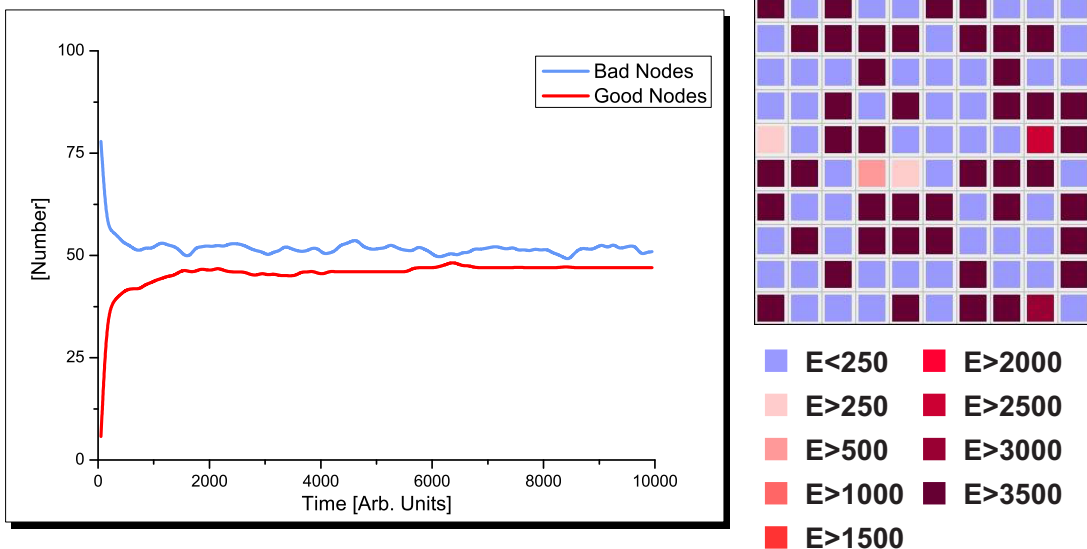 100
75
50
25
0
[Number]
Bad Nodes
Good Nodes
0 2000 4000 6000 8000 10000
Time [Arb. Units]
E<250 E>2000
E>250 E>2500
E>500 E>3000
E>1000 E>3500
E>1500